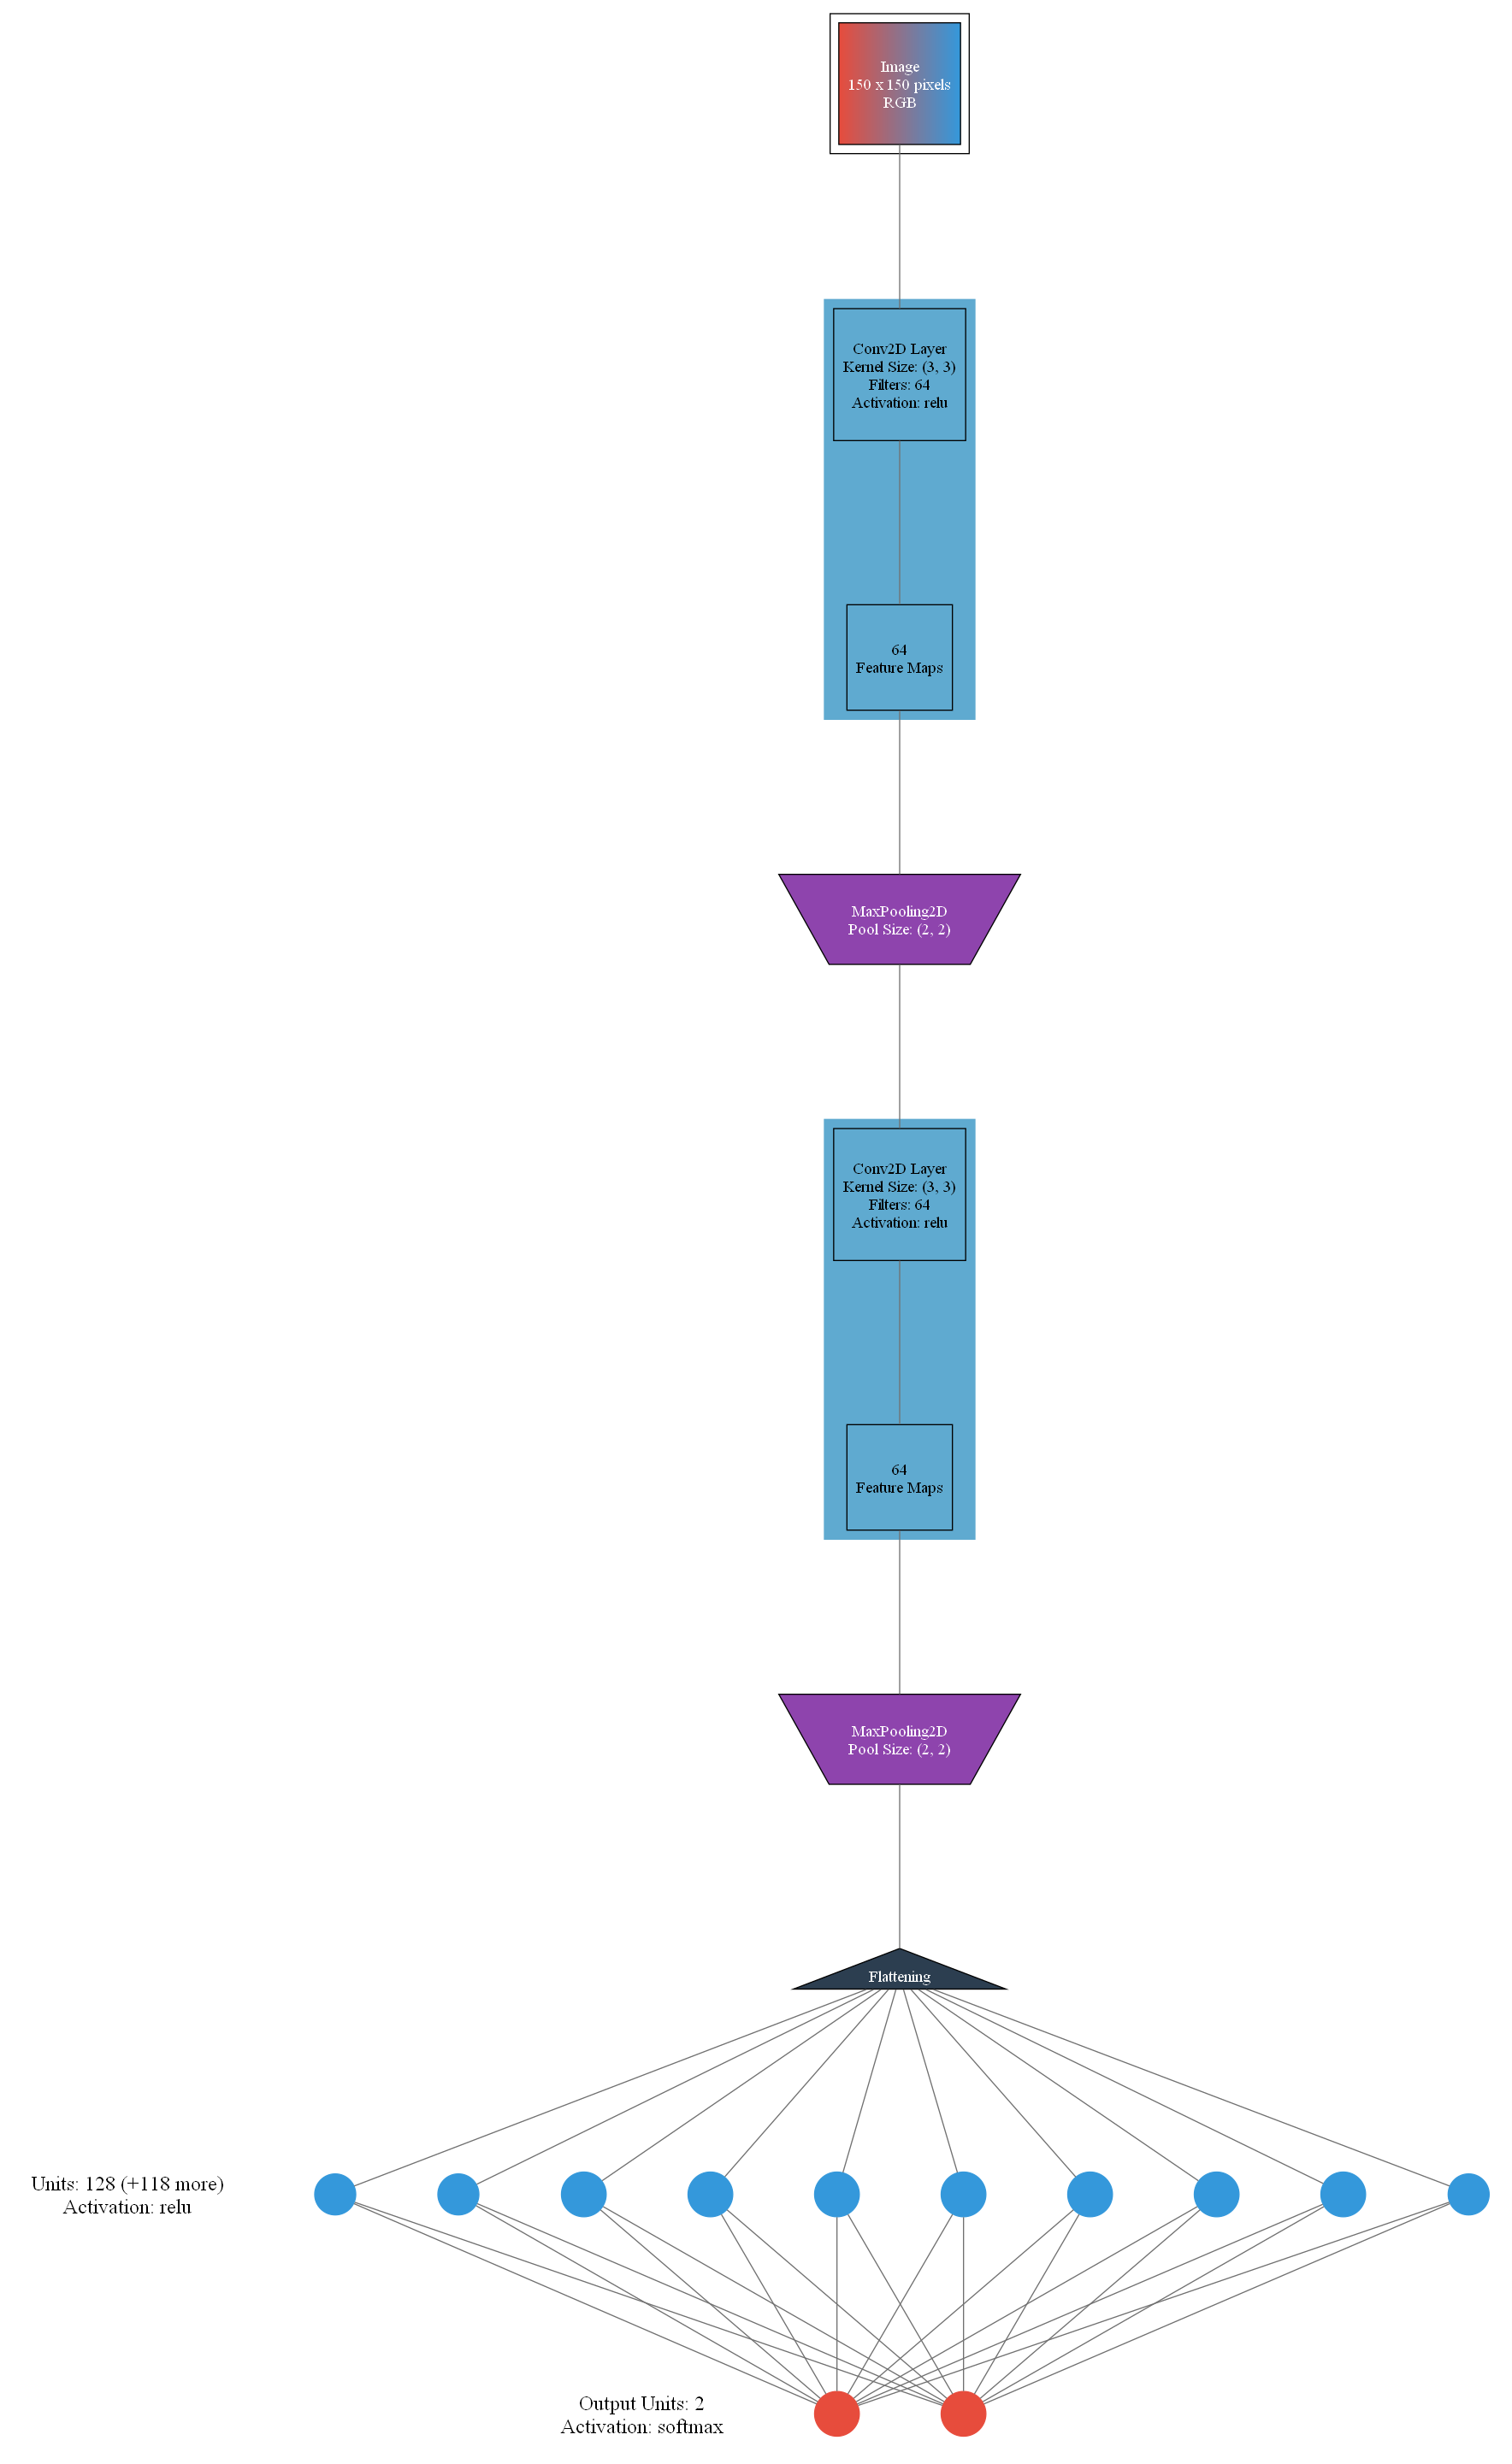 Image
150 x 150 pixels
RGB
Conv2D Layer
Kernel Size: (3, 3)
Filters: 64
Activation: relu
64
Feature Maps
MaxPooling2D
Pool Size: (2, 2)
Conv2D Layer
Kernel Size: (3, 3)
Filters: 64
Activation: relu
64
Feature Maps
MaxPooling2D
Pool Size: (2, 2)
Flattening
Units: 128 (+118 more)
Activation: relu
Output Units: 2
Activation: softmax